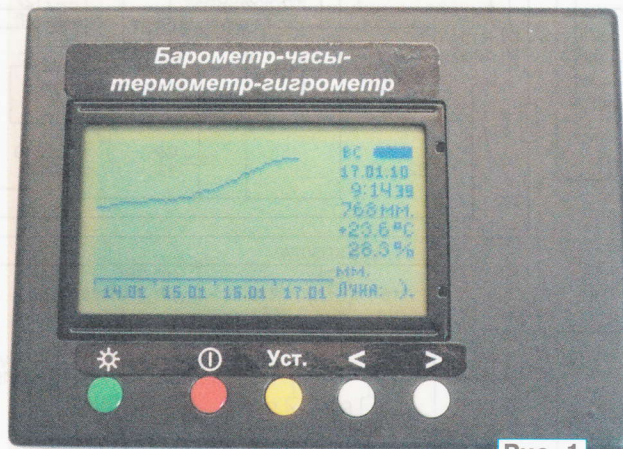 Барометр-часы-
термометр-гигрометр
ВС
17.01.10
9:14 39
768 мм.
+23.6 °C
28.3 %
мм.
14.01 15.01 16.01 17.01 ЛУНА: ).
Уст. < >
Рис. 1